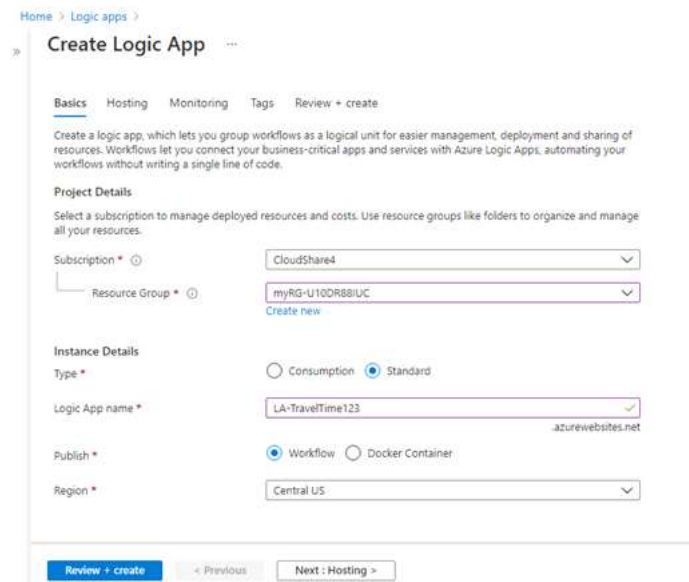 Home > Logic apps >
»
Create Logic App ...
Basics Hosting Monitoring Tags Review + create
Create a logic app, which lets you group workflows as a logical unit for easier management, deployment and sharing of
resources. Workflows let you connect your business-critical apps and services with Azure Logic Apps, automating your
workflows without writing a single line of code.
Project Details
Select a subscription to manage deployed resources and costs. Use resource groups like folders to organize and manage
all your resources.
Subscription * CloudShare4
Resource Group * myRG-U10DR88IUC
Create new
Instance Details
Type * Consumption Standard
Logic App name * LA-TravelTime123
.azurewebsites.net
Publish * Workflow Docker Container
Region * Central US
Review + create < Previous Next : Hosting >